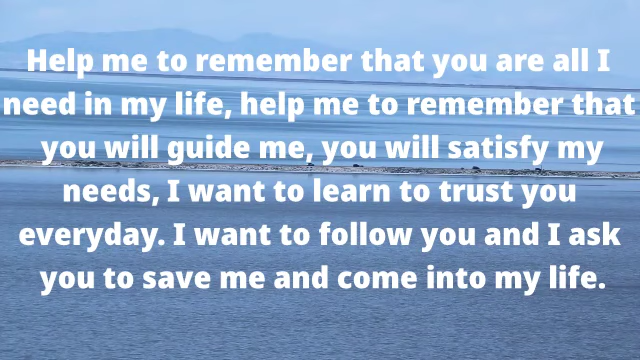 Help me to remember that you are all I
need in my life, help me to remember that
you will guide me, you will satisfy my
needs, I want to learn to trust you
everyday. I want to follow you and I ask
you to save me and come into my life.